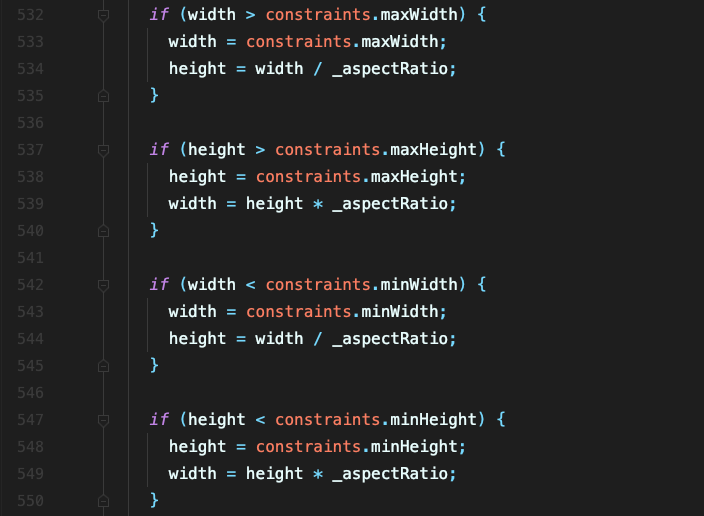 532 if (width > constraints.maxWidth) {
533 width = constraints.maxWidth;
534 height = width / _aspectRatio;
535 }
536
537 if (height > constraints.maxHeight) {
538 height = constraints.maxHeight;
539 width = height * _aspectRatio;
540 }
541
542 if (width < constraints.minWidth) {
543 width = constraints.minWidth;
544 height = width / _aspectRatio;
545 }
546
547 if (height < constraints.minHeight) {
548 height = constraints.minHeight;
549 width = height * _aspectRatio;
550 }